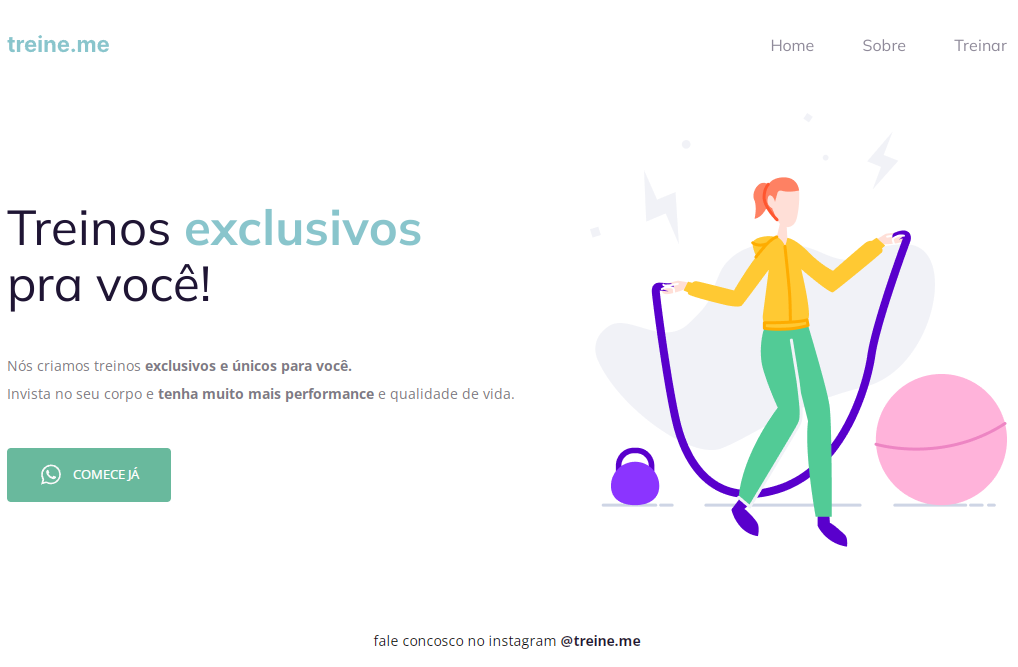 treine.me
Home Sobre Treinar
Treinos exclusivos
pra você!
Nós criamos treinos exclusivos e únicos para você.
Invista no seu corpo e tenha muito mais performance e qualidade de vida.
COMECE JÁ
fale concosco no instagram @treine.me